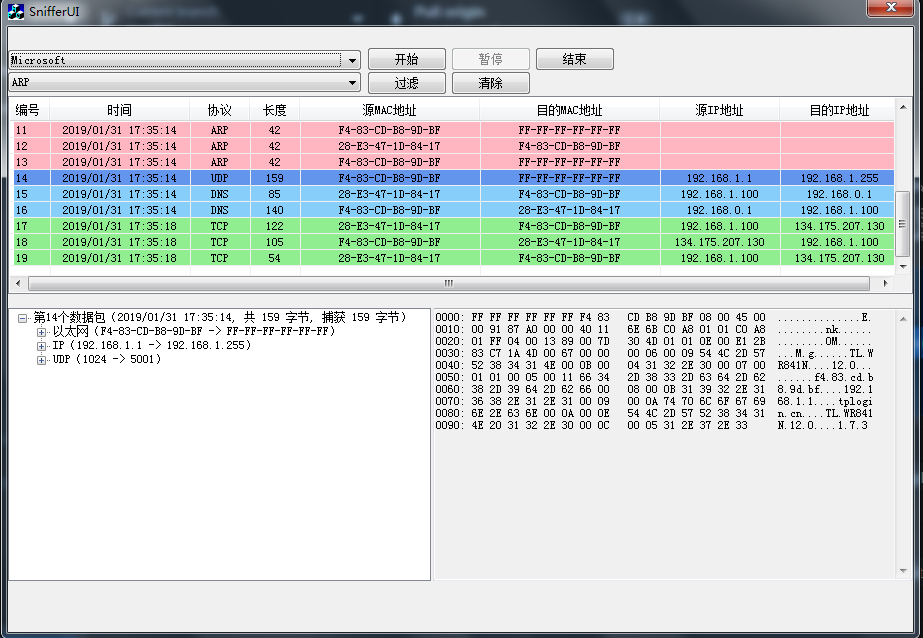 SnifferUI
Microsoft 开始 暂停 结束
ARP 过滤 清除
编号 时间 协议 长度 源MAC地址 目的MAC地址 源IP地址 目的IP地址
11 2019/01/31 17:35:14 ARP 42 F4-83-CD-B8-9D-BF FF-FF-FF-FF-FF-FF
12 2019/01/31 17:35:14 ARP 42 28-E3-47-1D-84-17 F4-83-CD-B8-9D-BF
13 2019/01/31 17:35:14 ARP 42 F4-83-CD-B8-9D-BF FF-FF-FF-FF-FF-FF
14 2019/01/31 17:35:14 UDP 159 F4-83-CD-B8-9D-BF FF-FF-FF-FF-FF-FF 192.168.1.1 192.168.1.255
15 2019/01/31 17:35:14 DNS 85 28-E3-47-1D-84-17 F4-83-CD-B8-9D-BF 192.168.1.100 192.168.0.1
16 2019/01/31 17:35:14 DNS 140 F4-83-CD-B8-9D-BF 28-E3-47-1D-84-17 192.168.0.1 192.168.1.100
17 2019/01/31 17:35:18 TCP 122 28-E3-47-1D-84-17 F4-83-CD-B8-9D-BF 192.168.1.100 134.175.207.130
18 2019/01/31 17:35:18 TCP 105 F4-83-CD-B8-9D-BF 28-E3-47-1D-84-17 134.175.207.130 192.168.1.100
19 2019/01/31 17:35:18 TCP 54 28-E3-47-1D-84-17 F4-83-CD-B8-9D-BF 192.168.1.100 134.175.207.130
第14个数据包（2019/01/31 17:35:14, 共 159 字节, 捕获 159 字节）
以太网（F4-83-CD-B8-9D-BF -> FF-FF-FF-FF-FF-FF）
IP（192.168.1.1 -> 192.168.1.255）
UDP（1024 -> 5001）
0000: FF FF FF FF FF FF F4 83 CD B8 9D BF 08 00 45 00 ..............E.
0010: 00 91 87 A0 00 00 40 11 6E 6B C0 A8 01 01 C0 A8 ........nk......
0020: 01 FF 04 00 13 89 00 7D 30 4D 01 01 0E 00 E1 2B ........OM......
0030: 83 C7 1A 4D 00 67 00 00 00 06 00 09 54 4C 2D 57 ...M.g......TL.W
0040: 52 38 34 31 4E 00 0B 00 04 31 32 2E 30 00 07 00 R841N....12.0...
0050: 01 01 00 05 00 11 66 34 2D 38 33 2D 63 64 2D 62 ......f4.83.cd.b
0060: 38 2D 39 64 2D 62 66 00 08 00 0B 31 39 32 2E 31 8.9d.bf....192.1
0070: 36 38 2E 31 2E 31 00 09 00 0A 74 70 6C 6F 67 69 68.1.1....tplogi
0080: 6E 2E 63 6E 00 0A 00 0E 54 4C 2D 57 52 38 34 31 n.cn....TL.WR841
0090: 4E 20 31 32 2E 30 00 0C 00 05 31 2E 37 2E 33 N.12.0....1.7.3